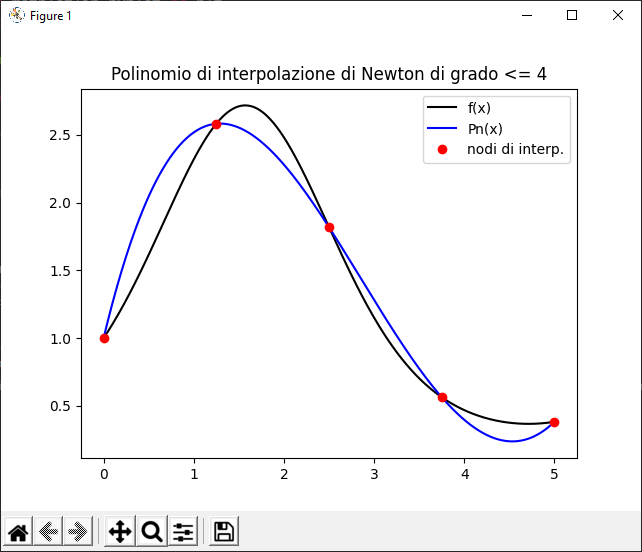 Figure 1
Polinomio di interpolazione di Newton di grado <= 4
f(x)
Pn(x)
nodi di interp.
2.5
2.0
1.5
1.0
0.5
0 1 2 3 4 5